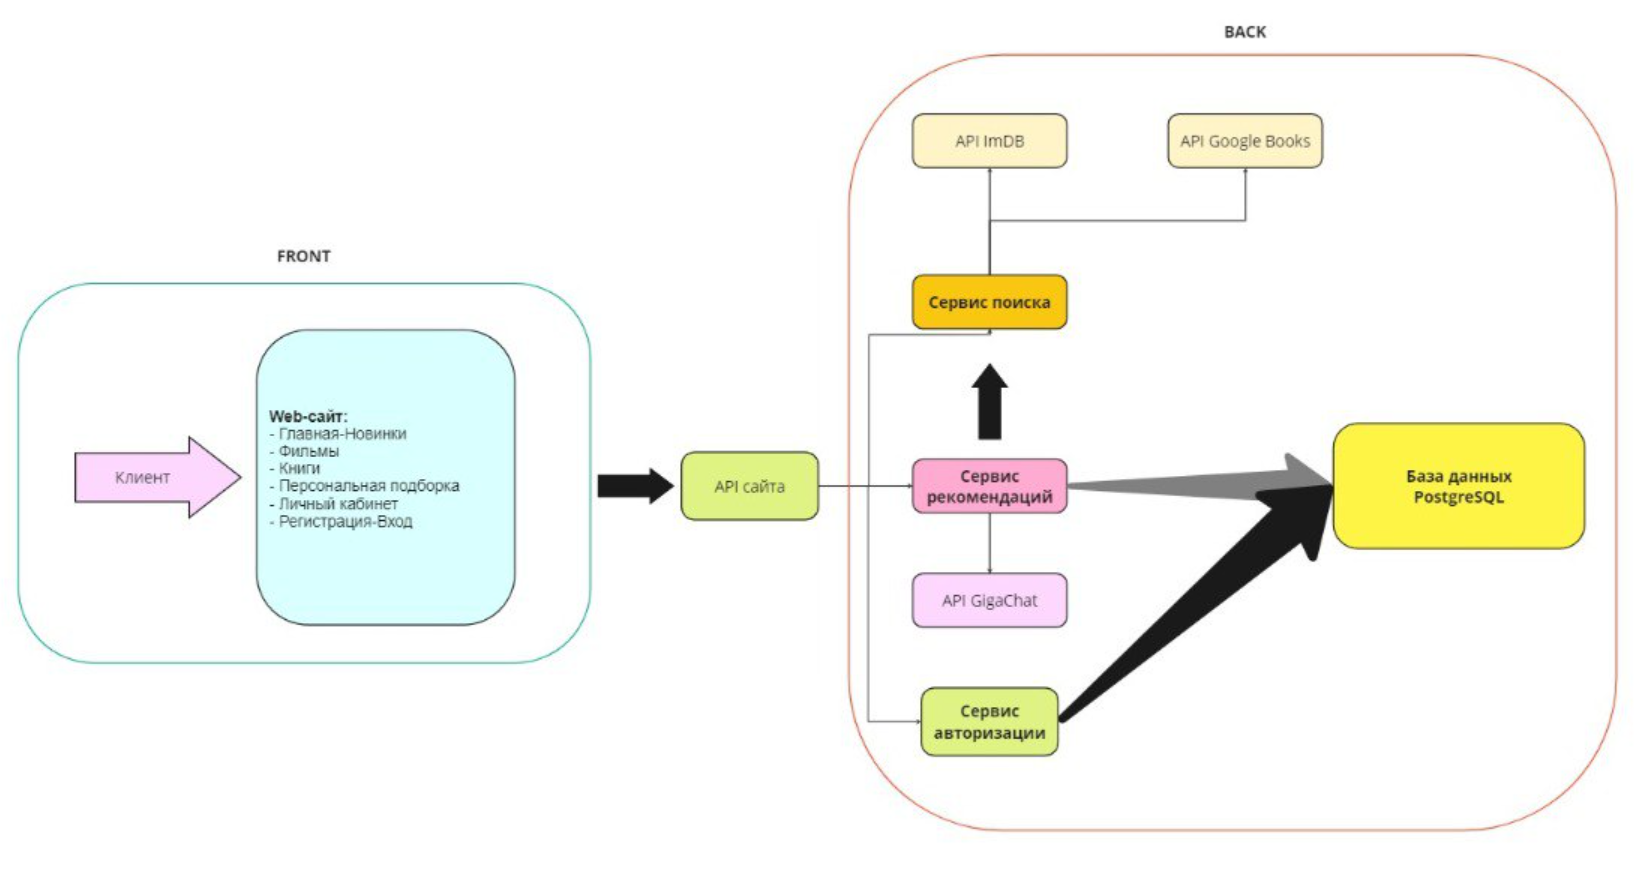 BACK
API ImDB
API Google Books
FRONT
Сервис поиска
Web-сайт:
- Главная-Новинки
- Фильмы
- Книги
- Персональная подборка
- Личный кабинет
- Регистрация-Вход
Клиент
API сайта
Сервис
рекомендаций
База данных
PostgreSQL
API GigaChat
Сервис
авторизации